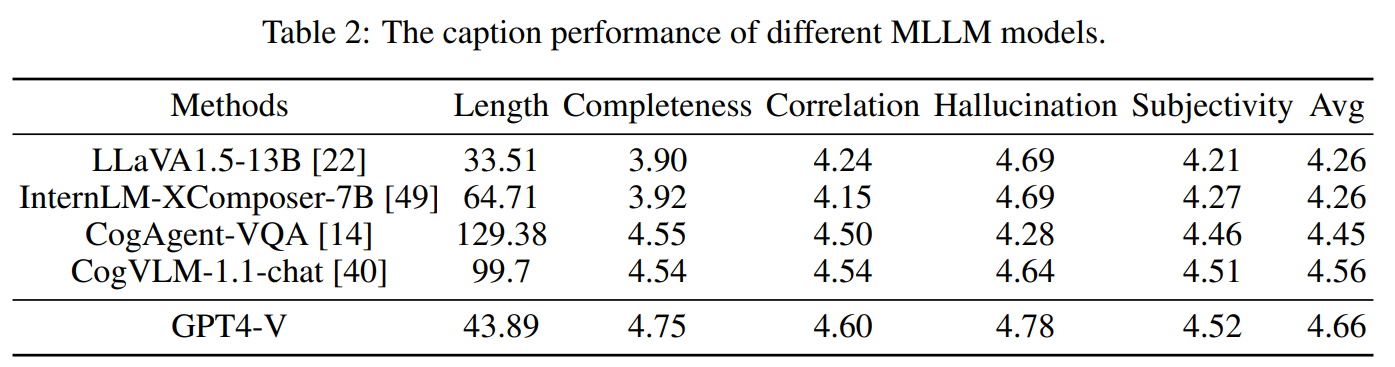 Table 2: The caption performance of different MLLM models.
Methods Length Completeness Correlation Hallucination Subjectivity Avg
LLaVA1.5-13B [22] 33.51 3.90 4.24 4.69 4.21 4.26
InternLM-XComposer-7B [49] 64.71 3.92 4.15 4.69 4.27 4.26
CogAgent-VQA [14] 129.38 4.55 4.50 4.28 4.46 4.45
CogVLM-1.1-chat [40] 99.7 4.54 4.54 4.64 4.51 4.56
GPT4-V 43.89 4.75 4.60 4.78 4.52 4.66